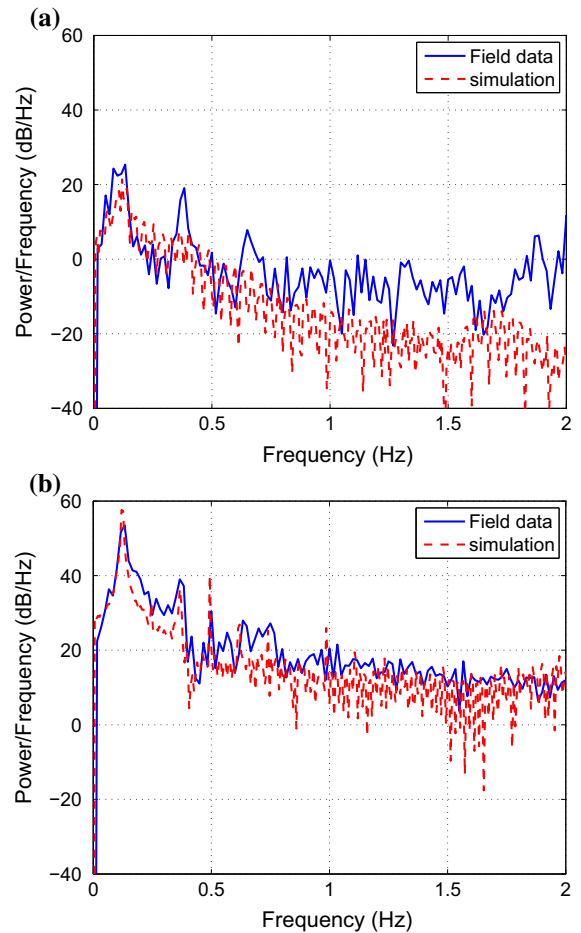 (a)
60
40
20
0
−20
−40
Power/Frequency (dB/Hz)
Field data
simulation
0
0.5
1
1.5
2
Frequency (Hz)
(b)
60
40
20
0
20
−40
Power/Frequency (dB/Hz)
Field data
simulation
0
0.5
1
1.5
2
Frequency (Hz)